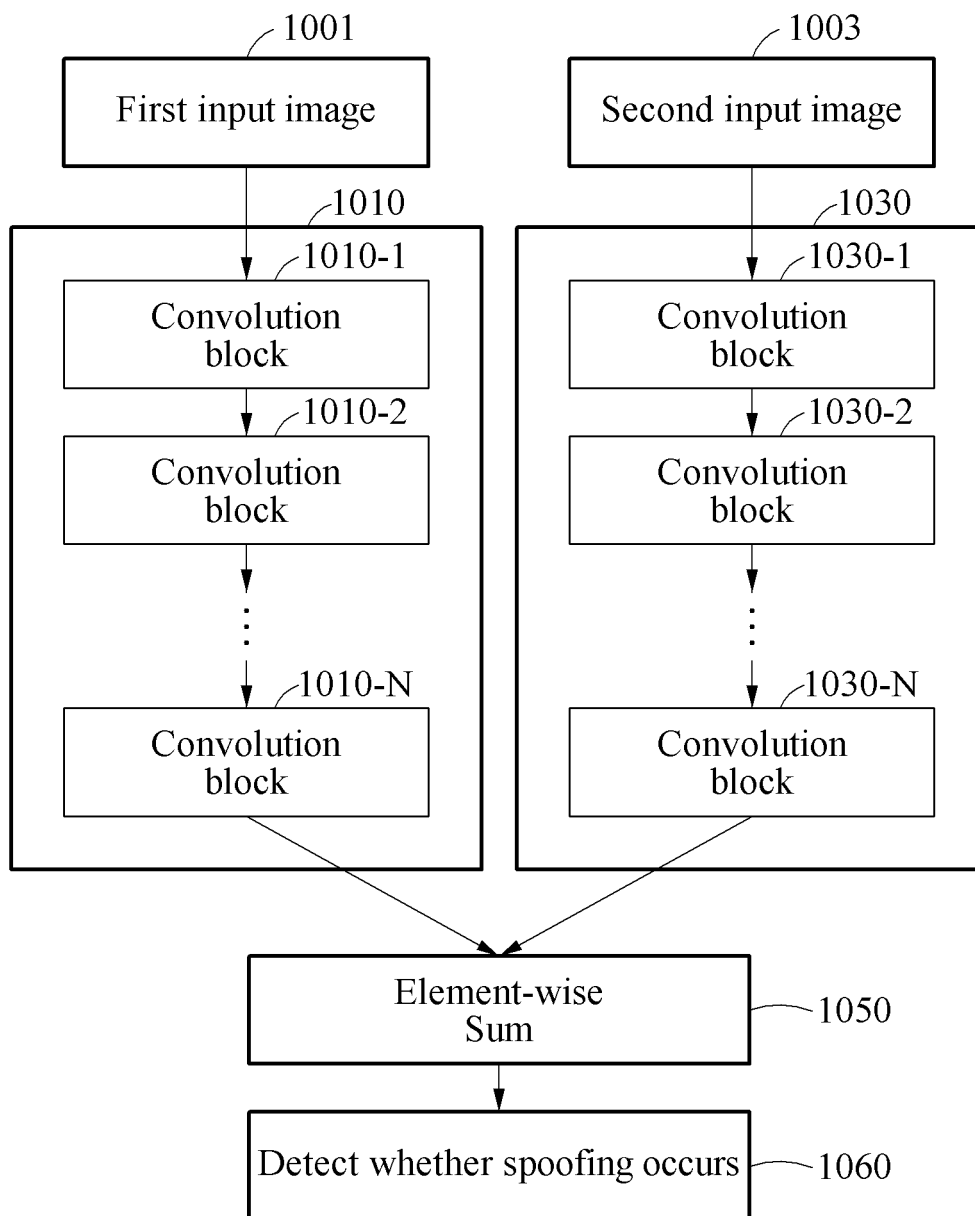 1001
1003
First input image
Second input image
1010
1030
1010-1
1030-1
Convolution
block
Convolution
block
1010-2
1030-2
Convolution
block
Convolution
block
1010-N
1030-N
Convolution
block
Convolution
block
Element-wise
Sum
1050
Detect whether spoofing occurs
1060